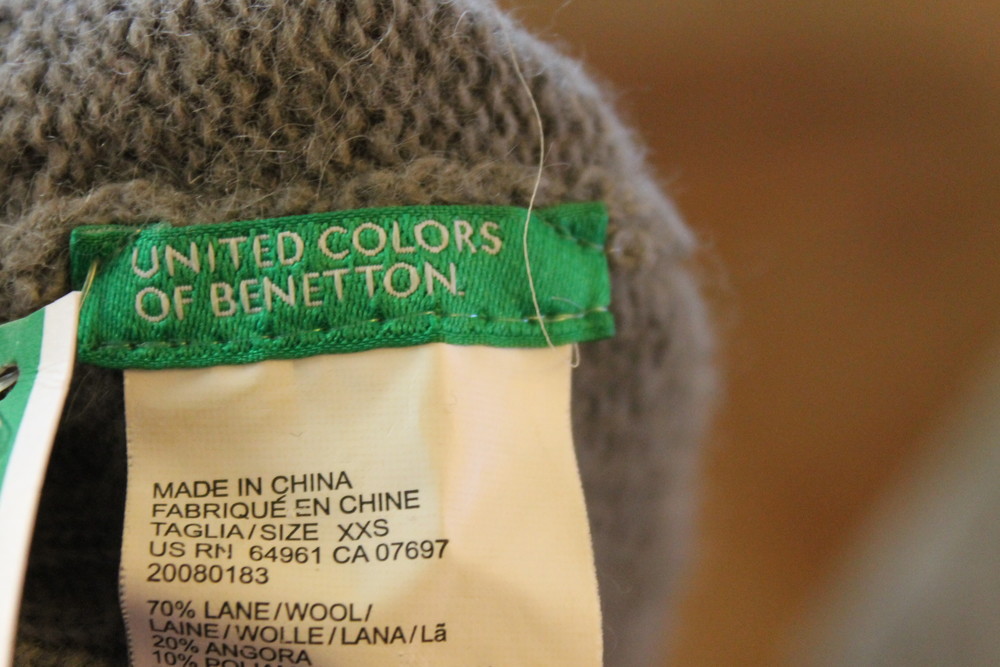 UNITED COLORS
OF BENETTON.
MADE IN CHINA
FABRIQUÉ EN CHINE
TAGLIA/SIZE XXS
US RN 64961 CA 07697
20080183
70% LANE/WOOL/
LAINE/WOLLE/LANA/Lã
20% ANGORA
10%